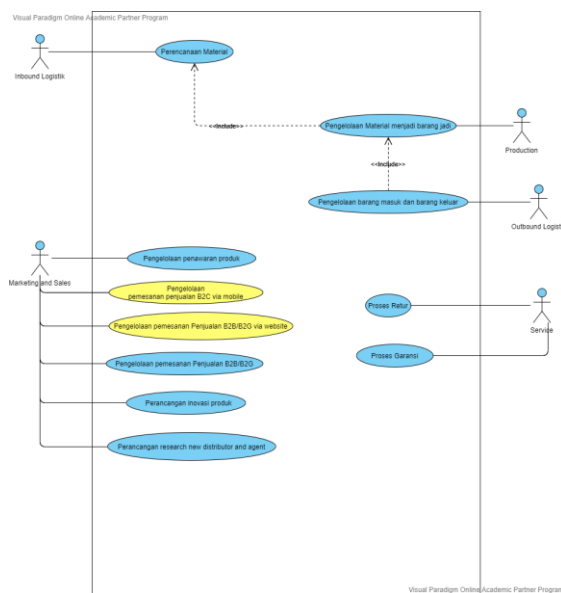 Visual Paradigm Online Academic Partner Program
Perencanaan Material
Inbound Logistik
<<Include>>
Pengelolaan Material menjadi barang jadi
Production
<<Include>>
Pengelolaan barang masuk dan barang keluar
Outbound Logist
Marketing and Sales
Pengelolaan penawaran produk
Pengelolaan
pemesanan penjualan B2C via mobile
Pengelolaan pemesanan Penjualan B2B/B2G via website
Pengelolaan pemesanan Penjualan B2B/B2G
Perancangan inovasi produk
Perancangan research new distributor and agent
Proses Retur
Service
Proses Garansi
Visual Paradigm Online Academic Partner Program